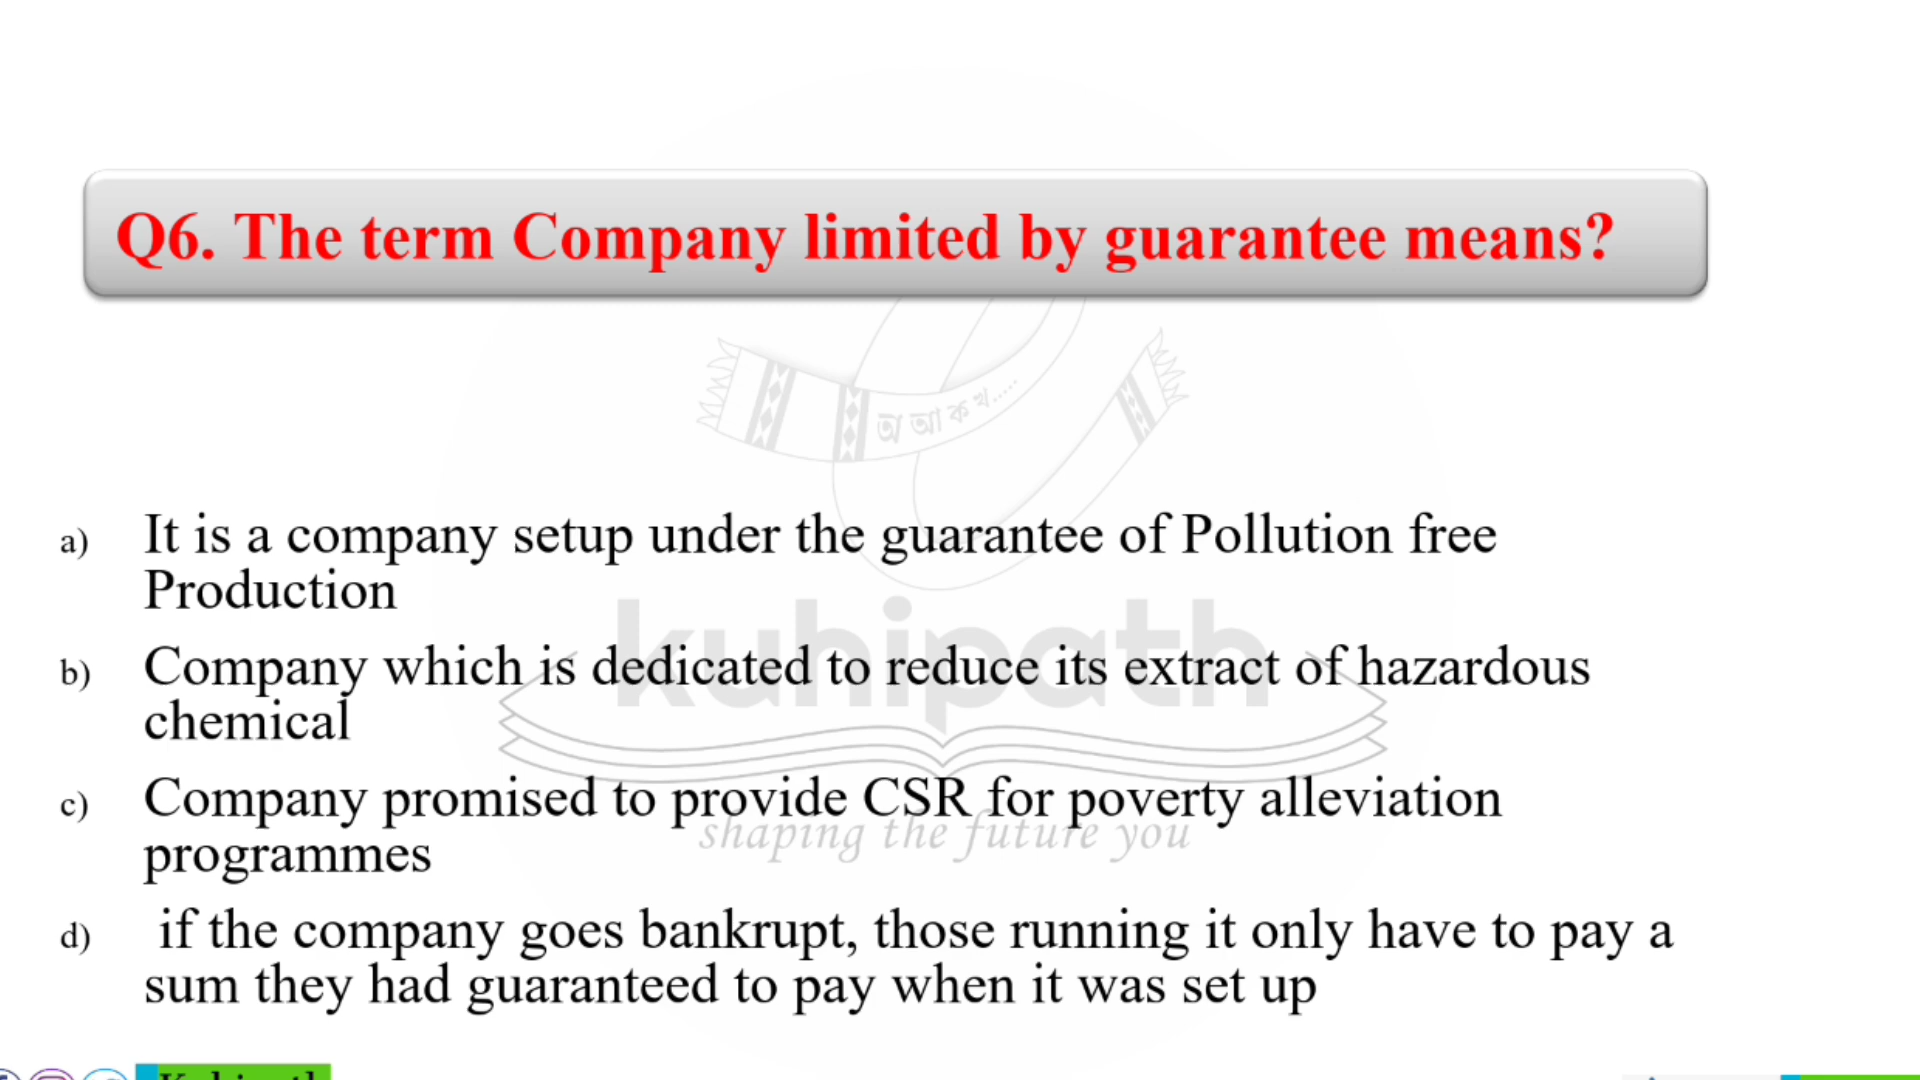 Q6. The term Company limited by guarantee means?
অ আ ক খ.....
a) It is a company setup under the guarantee of Pollution free
Production
kuhipath
b) Company which is dedicated to reduce its extract of hazardous
chemical
c) Company promised to provide CSR for poverty alleviation
shaping the future you
programmes
d) if the company goes bankrupt, those running it only have to pay a
sum they had guaranteed to pay when it was set up
Kuhipath